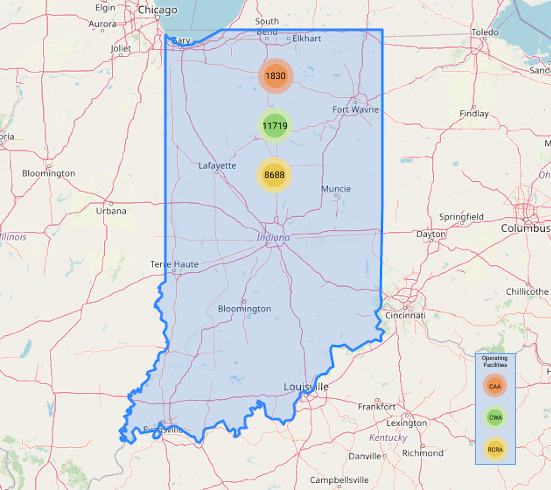 Elgin
Chicago
Aurora
Joliet
Gary
South
Bend
Elkhart
Toledo
1830
Fort Wayne
Findlay
11719
Bloomington
Lafayette
8688
Muncie
Urbana
Springfield
Columbus
Indiana
Dayton
Illinois
Terre Haute
Chillicothe
Bloomington
Cincinnati
Operating
Facilities
CAA
Louisville
Frankfort
CWA
Lexington
Evansville
Kentucky
RCRA
Danville
Richmond
Campbellsville